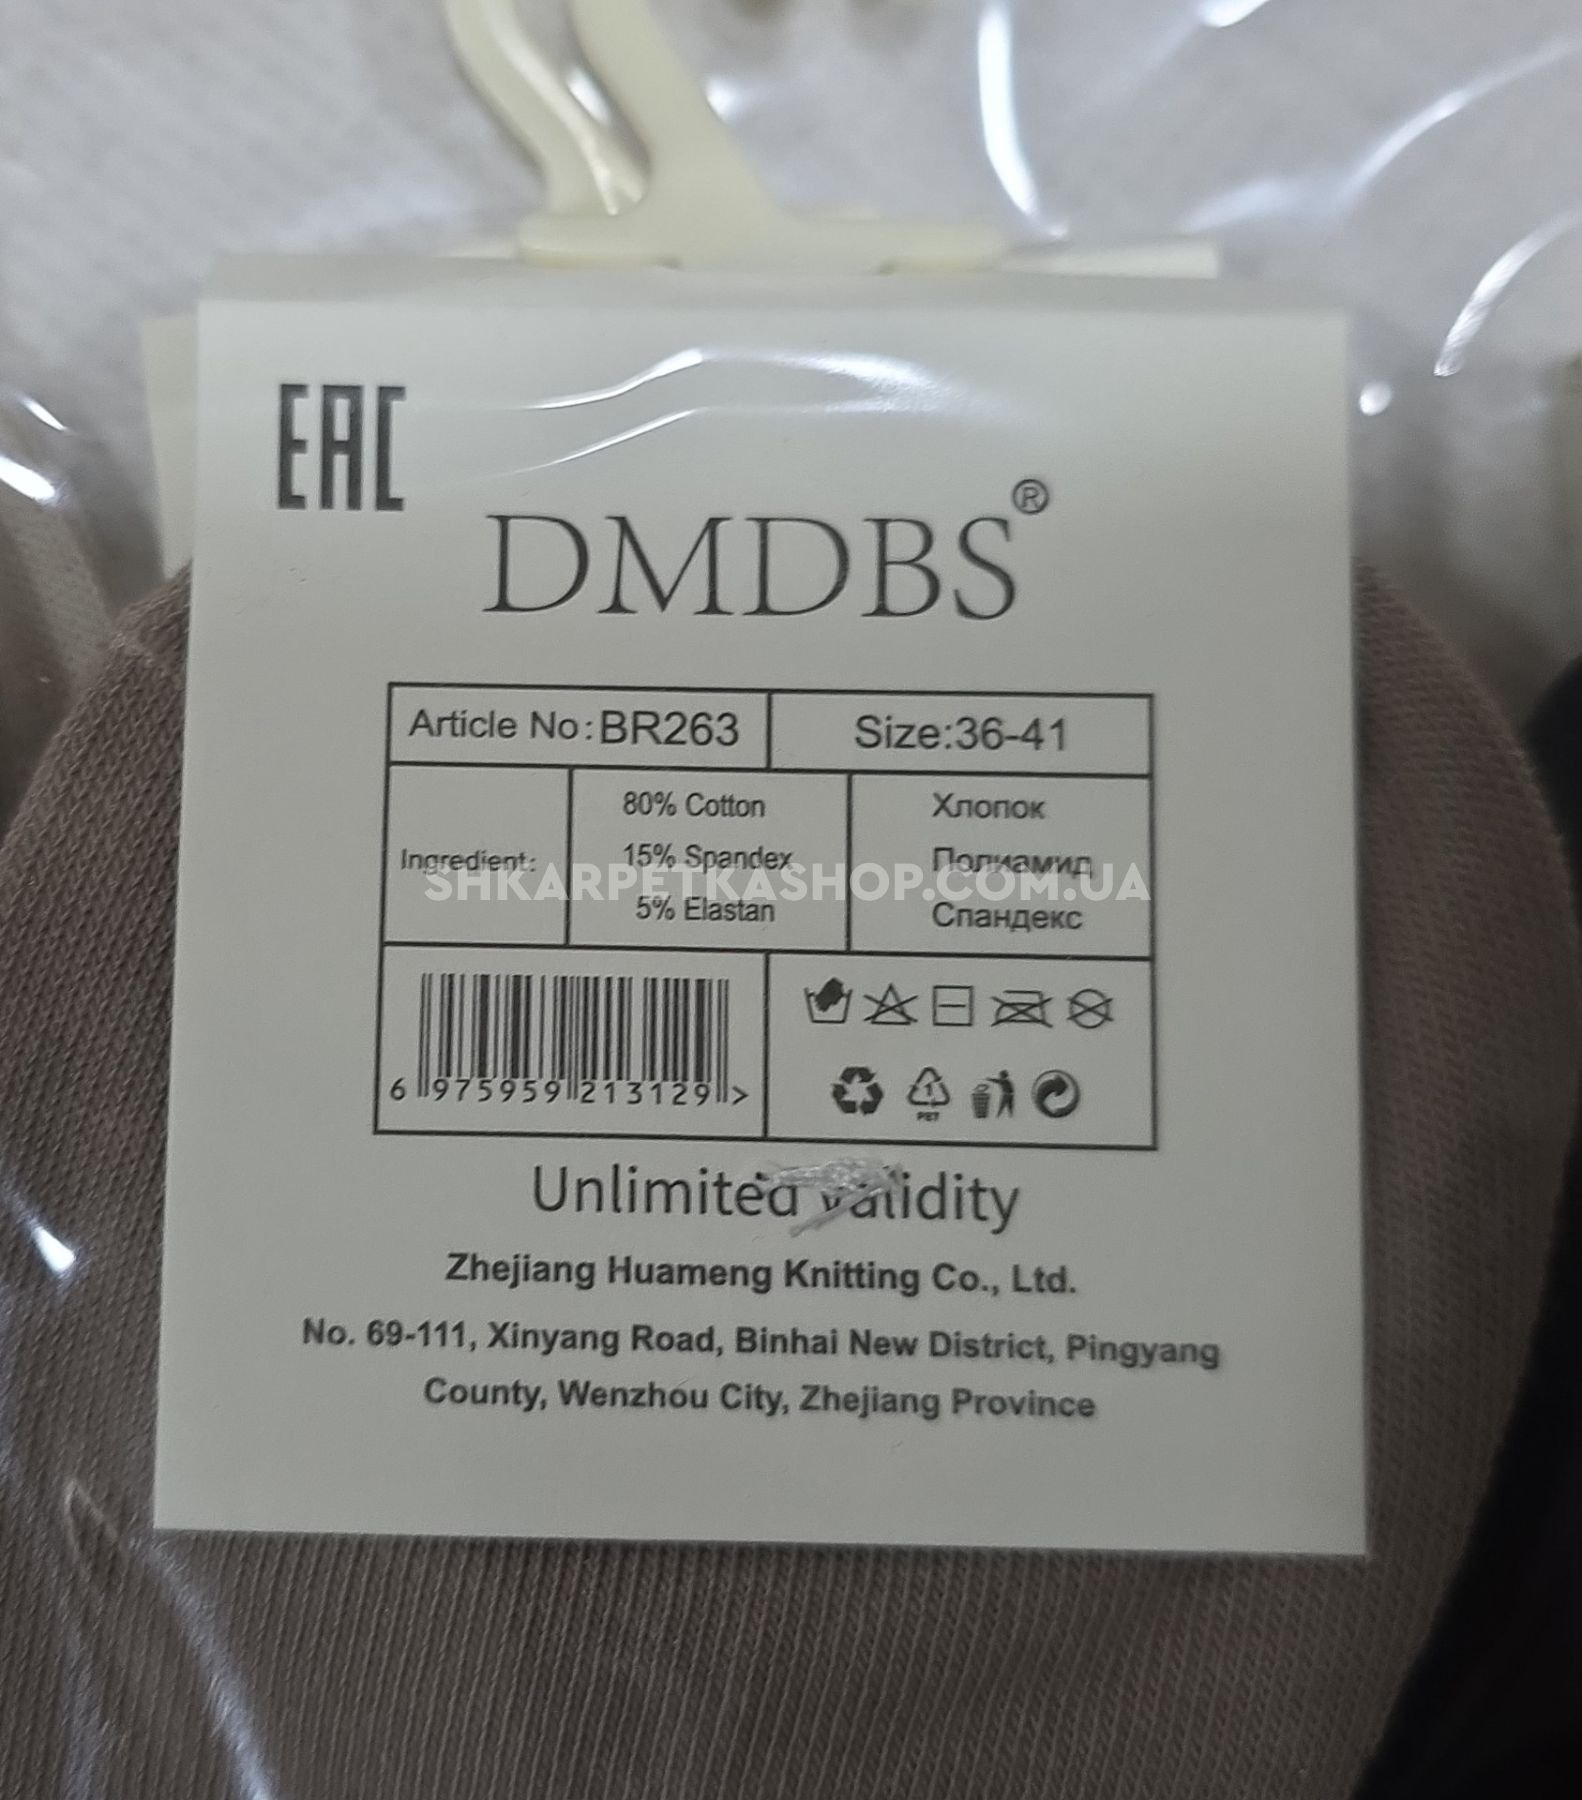 EAC
DMDBS®
Article No:BR263 Size:36-41
80% Cotton Хлопок
Ingredient: 15% Spandex Полиамид
SHKARPETKASHOP.COM.UA
5% Elastan Спандекс
6 975959 213129 >
1
PET
Unlimited validity
Zhejiang Huameng Knitting Co., Ltd.
No. 69-111, Xinyang Road, Binhai New District, Pingyang
County, Wenzhou City, Zhejiang Province